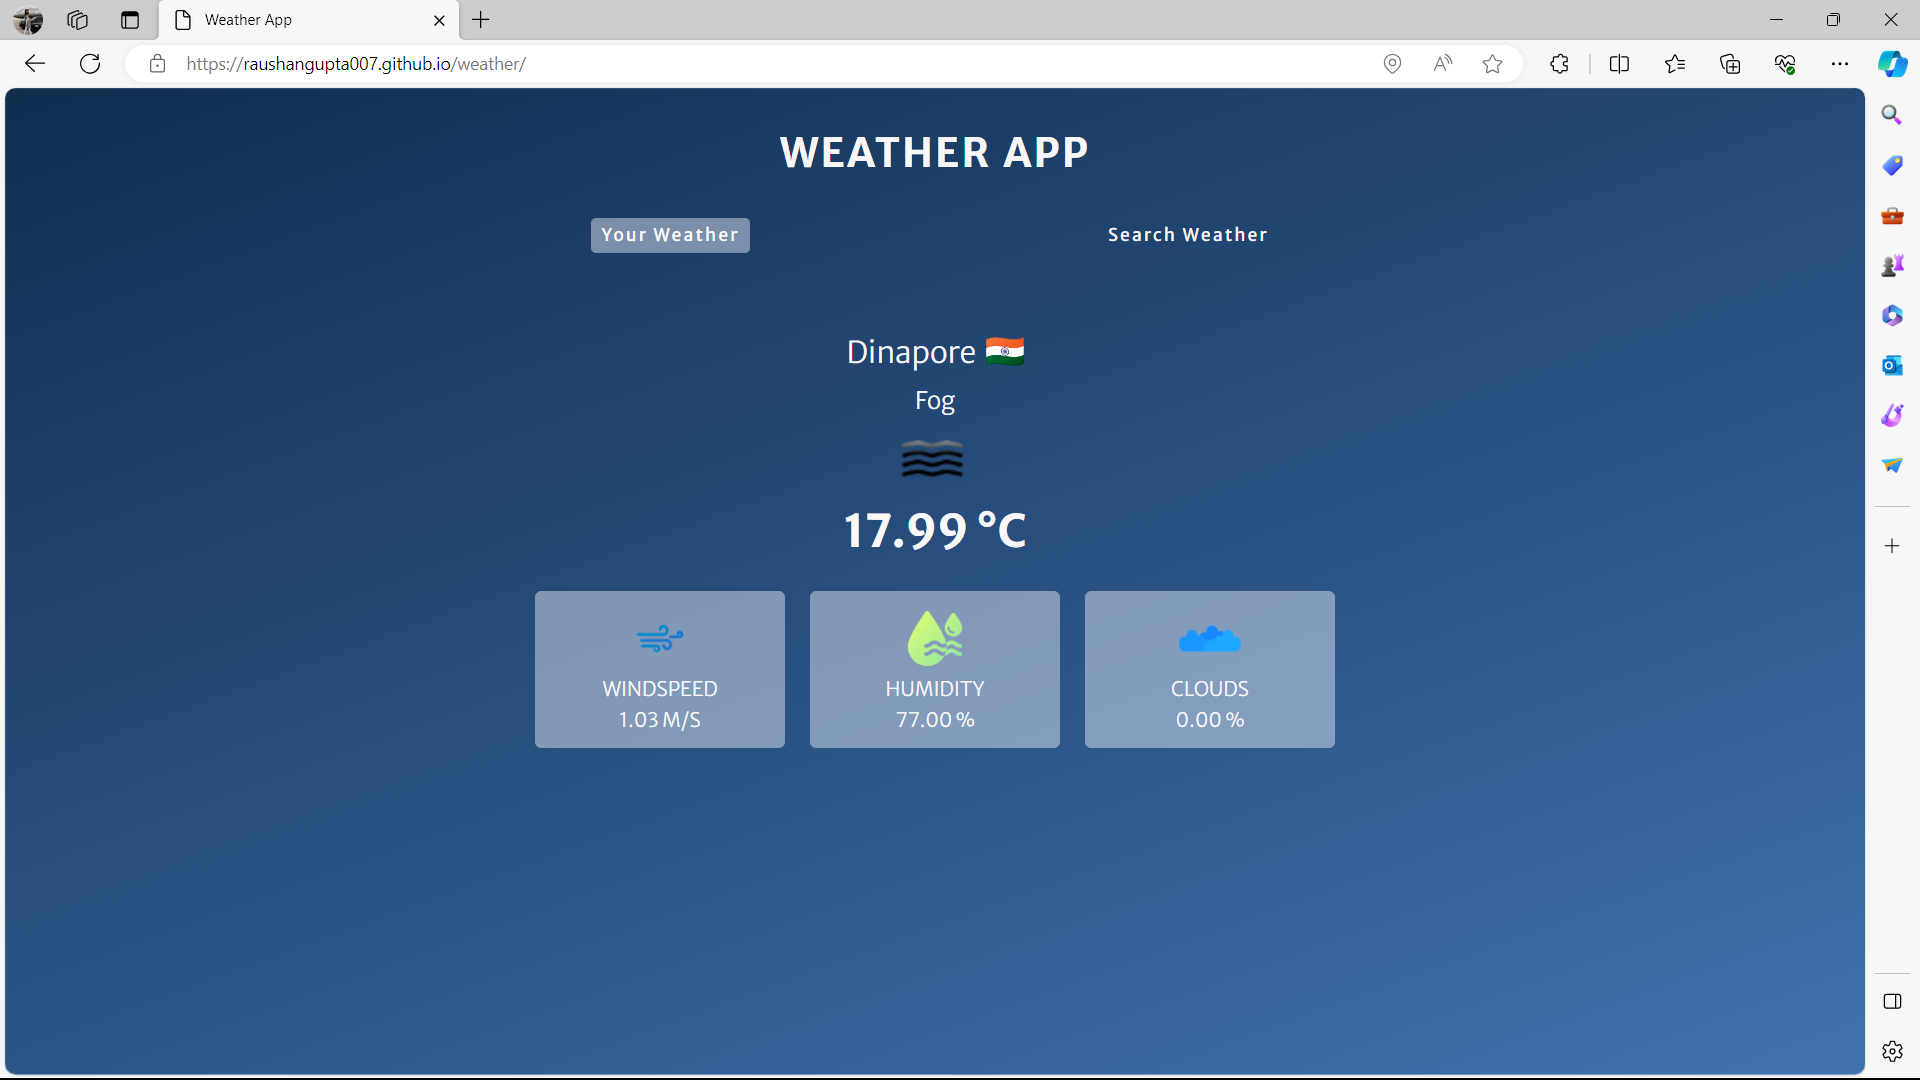 Weather App
https://raushangupta007.github.io/weather/
WEATHER APP
Your Weather
Search Weather
Dinapore
Fog
17.99 °C
WINDSPEED
1.03 M/S
HUMIDITY
77.00 %
CLOUDS
0.00 %